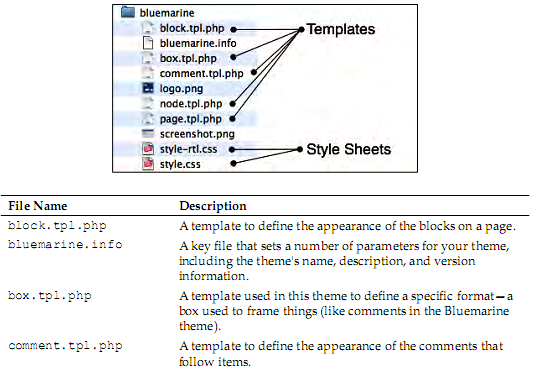 bluemarine
block.tpl.php
Templates
bluemarine.info
box.tpl.php
comment.tpl.php
logo.png
node.tpl.php
page.tpl.php
screenshot.png
style-rtl.css
Style Sheets
style.css
File Name Description
block.tpl.php A template to define the appearance of the blocks on a page.
bluemarine.info A key file that sets a number of parameters for your theme,
including the theme's name, description, and version
information.
box.tpl.php A template used in this theme to define a specific format—a
box used to frame things (like comments in the Bluemarine
theme).
comment.tpl.php A template to define the appearance of the comments that
follow items.